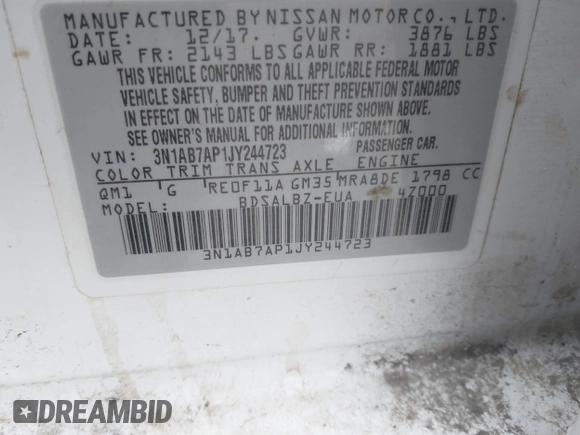 MANUFACTURED BY NISSAN MOTOR CO., LTD.
DATE: 12/17. GVWR: 3876 LBS
GAWR FR: 2143 LBS GAWR RR: 1881 LBS
THIS VEHICLE CONFORMS TO ALL APPLICABLE FEDERAL MOTOR
VEHICLE SAFETY, BUMPER AND THEFT PREVENTION STANDARDS
IN EFFECT ON THE DATE OF MANUFACTURE SHOWN ABOVE.
SEE OWNER'S MANUAL FOR ADDITIONAL INFORMATION
VIN: 3N1AB7AP1JY244723 PASSENGER CAR.
COLOR TRIM TRANS AXLE ENGINE
QM1 G RE0F11A GM35 MRA8DE 1798 CC
MODEL: BDSALBZ-EUA 4Z000
3N1AB7AP1JY244723
DREAMBID